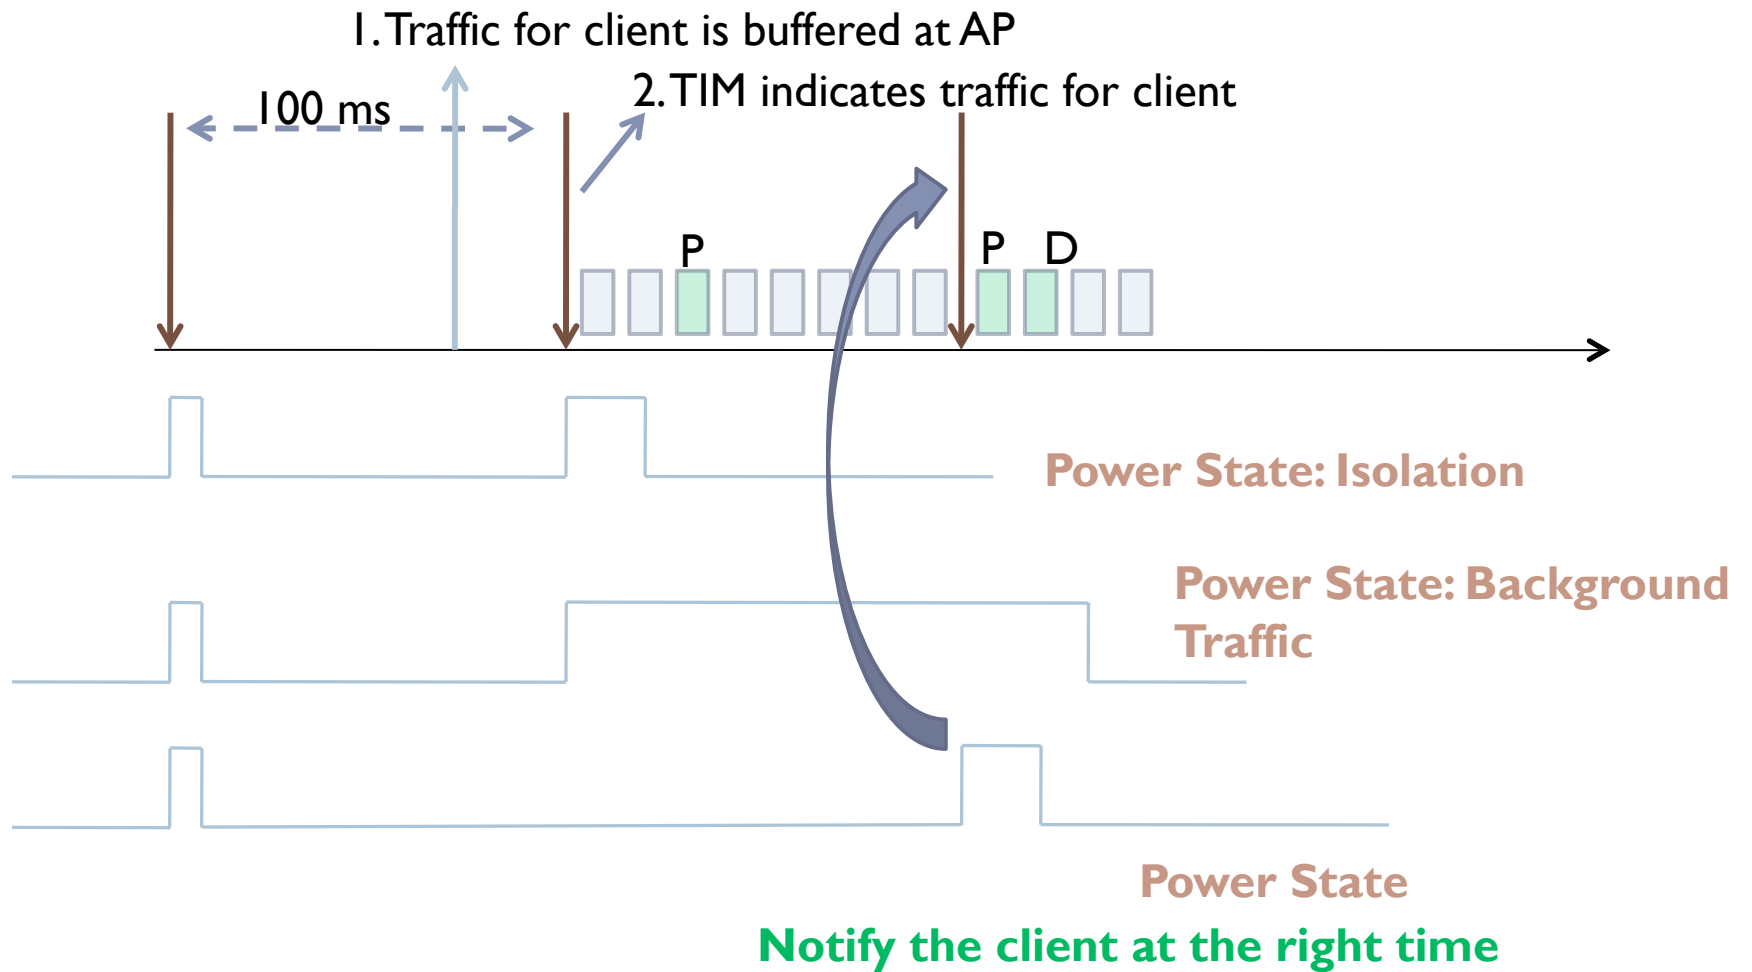 1. Traffic for client is buffered at AP
2. TIM indicates traffic for client
100 ms
P
P D
Power State: Isolation
Power State: Background
Traffic
Power State
Notify the client at the right time